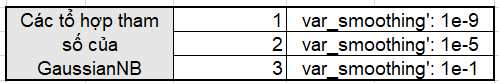 Các tổ hợp tham
số của
GaussianNB
1 var_smoothing': 1e-9
2 var_smoothing': 1e-5
3 var_smoothing': 1e-1